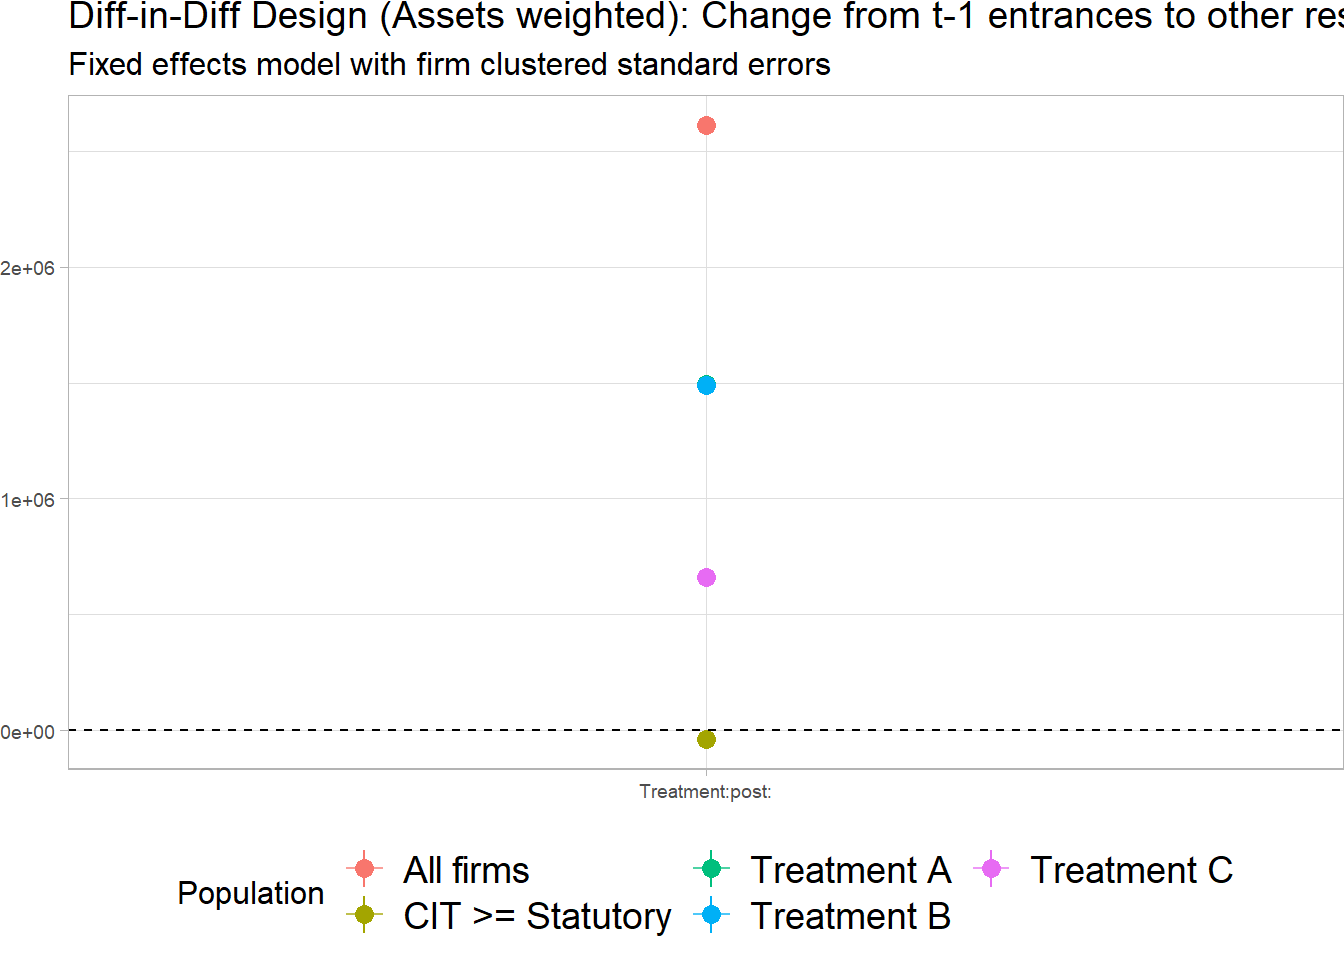 Diff-in-Diff Design (Assets weighted): Change from t-1 entrances to other res
Fixed effects model with firm clustered standard errors
2e+06
1e+06
0e+00
Treatment:post:
Population
All firms
Treatment A
Treatment C
CIT >= Statutory
Treatment B